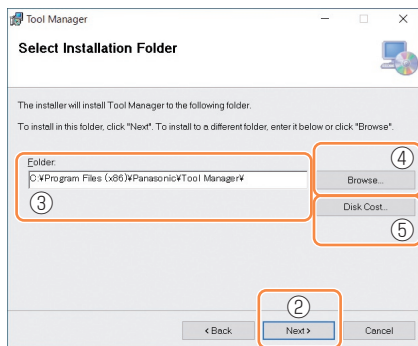 Tool Manager
Select Installation Folder
The installer will install Tool Manager to the following folder.
To install in this folder, click "Next". To install to a different folder, enter it below or click "Browse".
Folder:
C:¥Program Files (x86)¥Panasonic¥Tool Manager¥
③
④
Browse...
Disk Cost...
⑤
②
< Back
Next >
Cancel